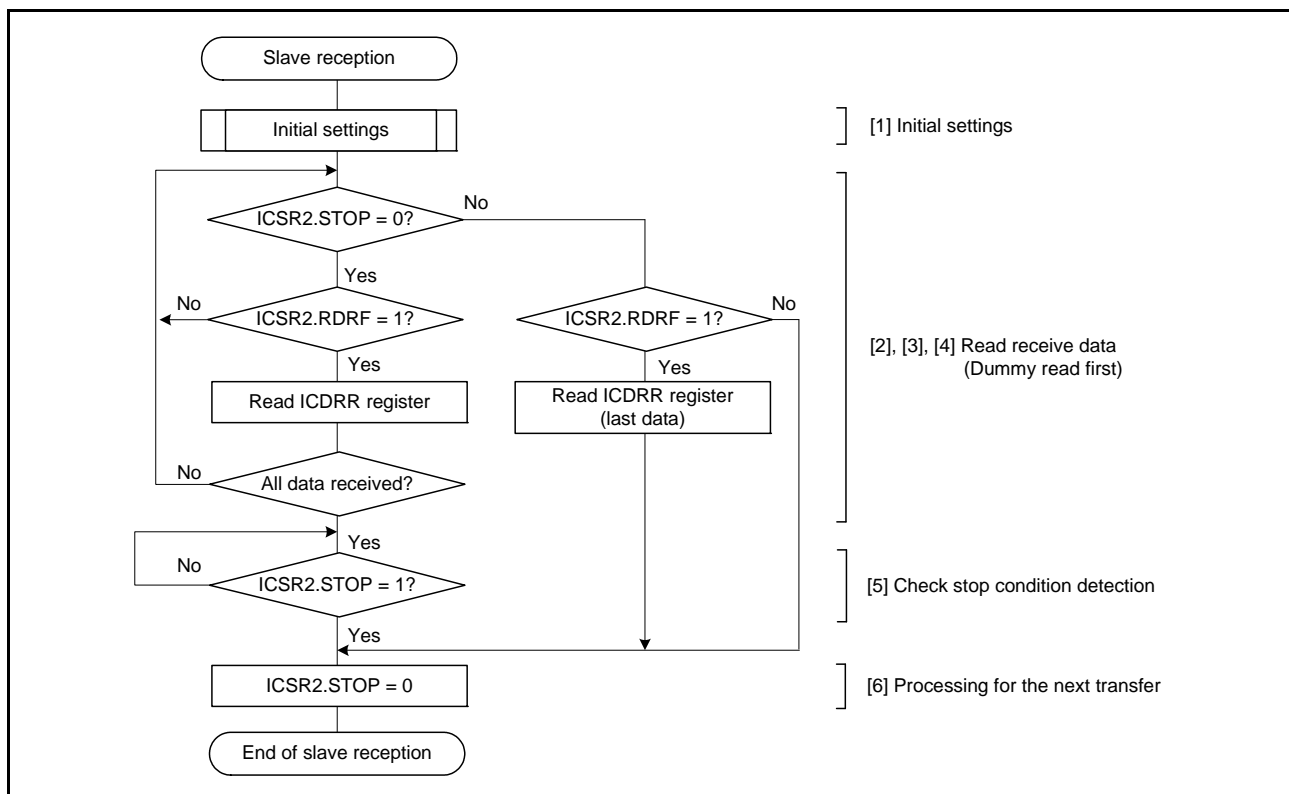 Slave reception
Initial settings
[1] Initial settings
ICSR2.STOP = 0?
No
Yes
No
ICSR2.RDRF = 1?
ICSR2.RDRF = 1?
No
Yes
Yes
[2], [3], [4] Read receive data
(Dummy read first)
Read ICDRR register
Read ICDRR register
(last data)
No
All data received?
Yes
No
ICSR2.STOP = 1?
[5] Check stop condition detection
Yes
ICSR2.STOP = 0
[6] Processing for the next transfer
End of slave reception